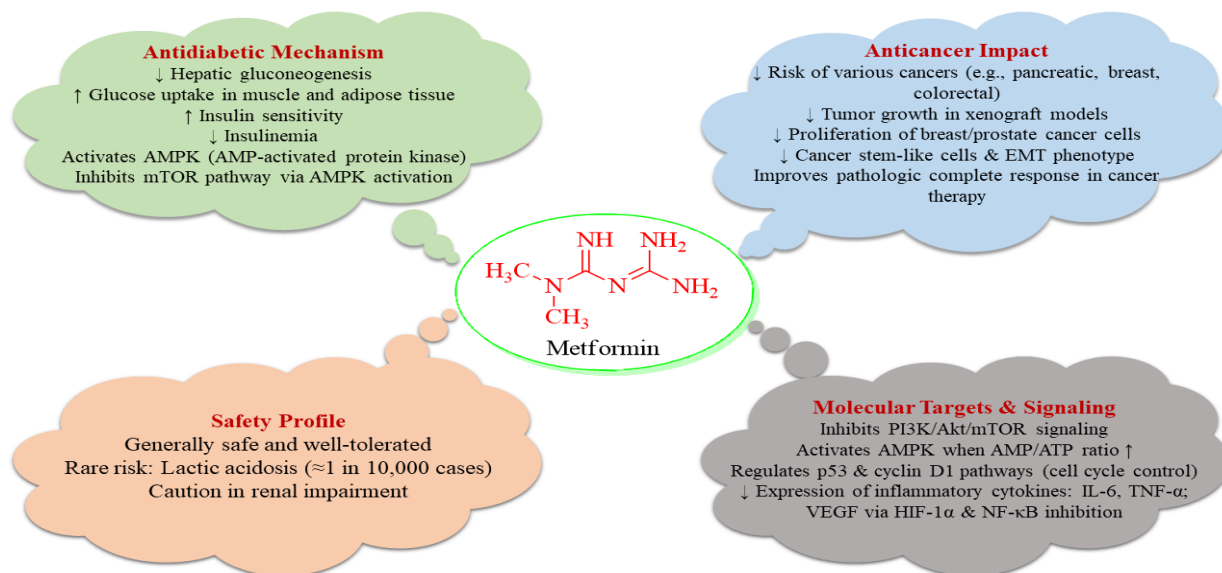 Antidiabetic Mechanism
↓ Hepatic gluconeogenesis
↑ Glucose uptake in muscle and adipose tissue
↑ Insulin sensitivity
↓ Insulinemia
Activates AMPK (AMP-activated protein kinase)
Inhibits mTOR pathway via AMPK activation
Anticancer Impact
↓ Risk of various cancers (e.g., pancreatic, breast,
colorectal)
↓ Tumor growth in xenograft models
↓ Proliferation of breast/prostate cancer cells
↓ Cancer stem-like cells & EMT phenotype
Improves pathologic complete response in cancer
therapy
NH NH₂
H₃C N N NH₂
CH₃
Metformin
Safety Profile
Generally safe and well-tolerated
Rare risk: Lactic acidosis (≈1 in 10,000 cases)
Caution in renal impairment
Molecular Targets & Signaling
Inhibits PI3K/Akt/mTOR signaling
Activates AMPK when AMP/ATP ratio ↑
Regulates p53 & cyclin D1 pathways (cell cycle control)
↓ Expression of inflammatory cytokines: IL-6, TNF-α;
VEGF via HIF-1α & NF-κB inhibition